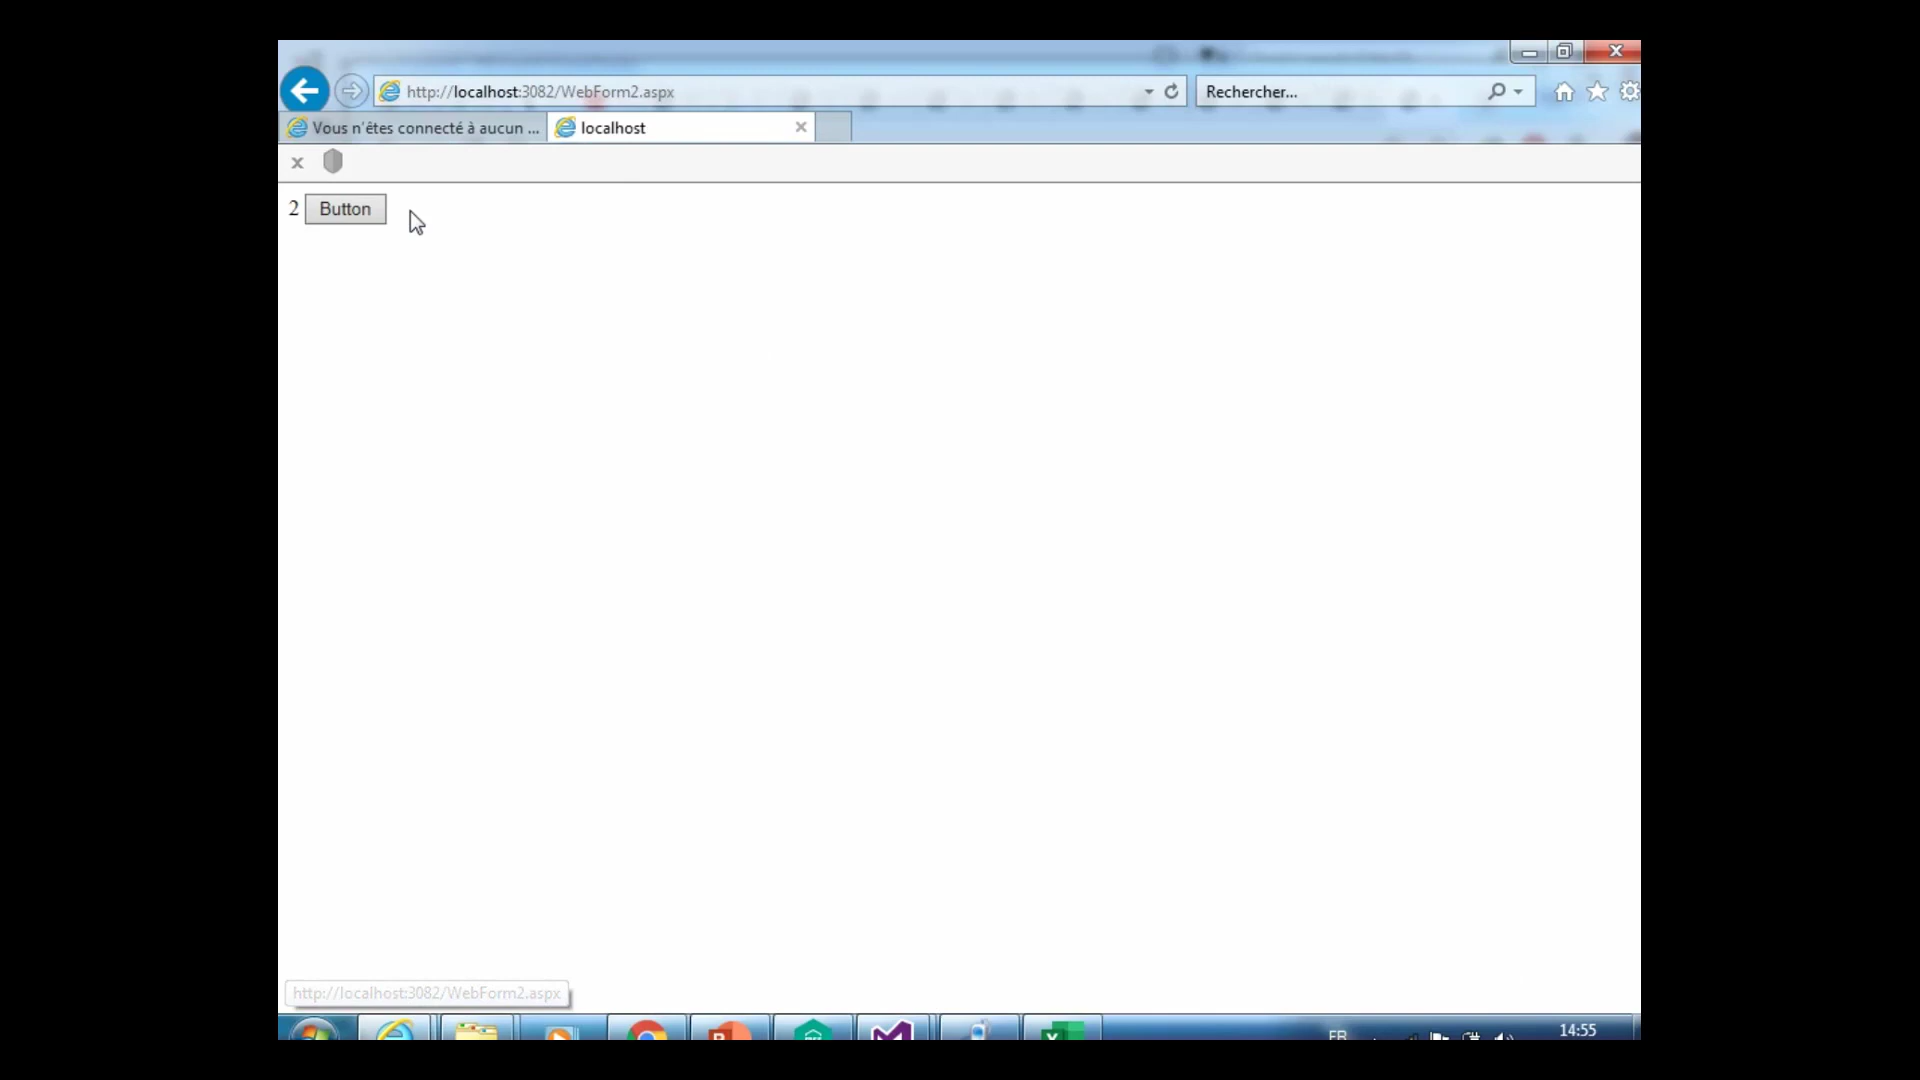 http://localhost:3082/WebForm2.aspx
Rechercher...
Vous n'êtes connecté à aucun ...
localhost
2 Button
http://localhost:3082/WebForm2.aspx
FR
14:55